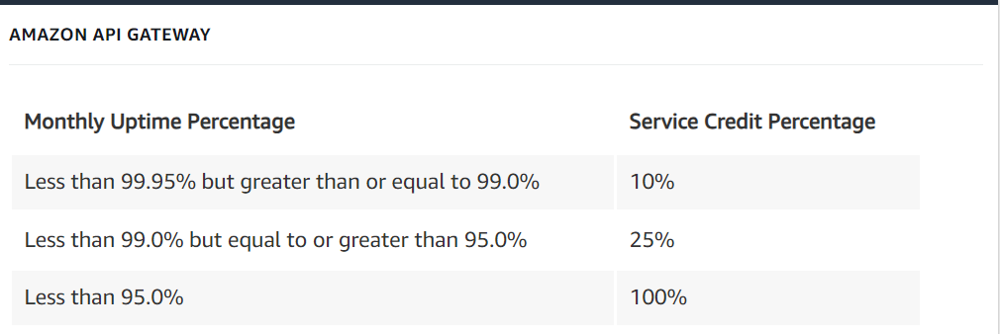 AMAZON API GATEWAY
Monthly Uptime Percentage Service Credit Percentage
Less than 99.95% but greater than or equal to 99.0% 10%
Less than 99.0% but equal to or greater than 95.0% 25%
Less than 95.0% 100%